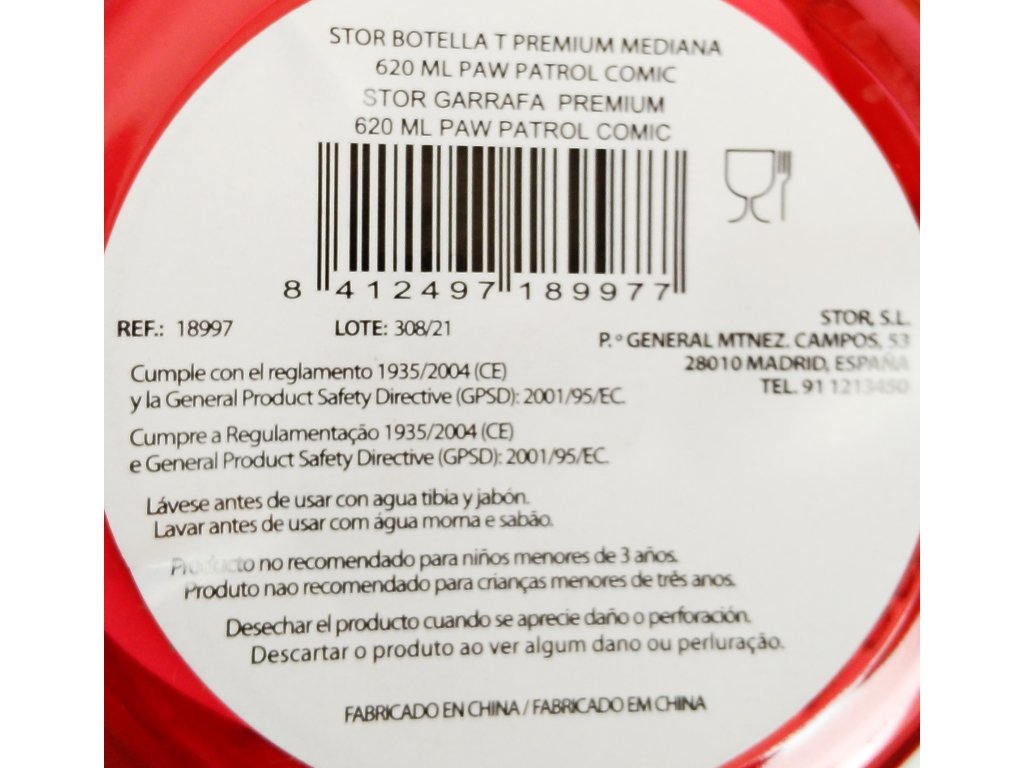 STOR BOTELLA T PREMIUM MEDIANA
620 ML PAW PATROL COMIC
STOR GARRAFA PREMIUM
620 ML PAW PATROL COMIC
8 412497 189977
REF.: 18997 LOTE: 308/21
STOR, S.L.
P.º GENERAL MTNEZ. CAMPOS, 53
28010 MADRID, ESPAÑA
TEL. 91 1213450
Cumple con el reglamento 1935/2004 (CE)
y la General Product Safety Directive (GPSD): 2001/95/EC.
Cumpre a Regulamentação 1935/2004 (CE)
e General Product Safety Directive (GPSD): 2001/95/EC.
Lávese antes de usar con agua tibia y jabón.
Lavar antes de usar com água morna e sabão.
Producto no recomendado para niños menores de 3 años.
Produto nao recomendado para crianças menores de três anos.
Desechar el producto cuando se aprecie daño o perforación.
Descartar o produto ao ver algum dano ou perluração.
FABRICADO EN CHINA / FABRICADO EM CHINA